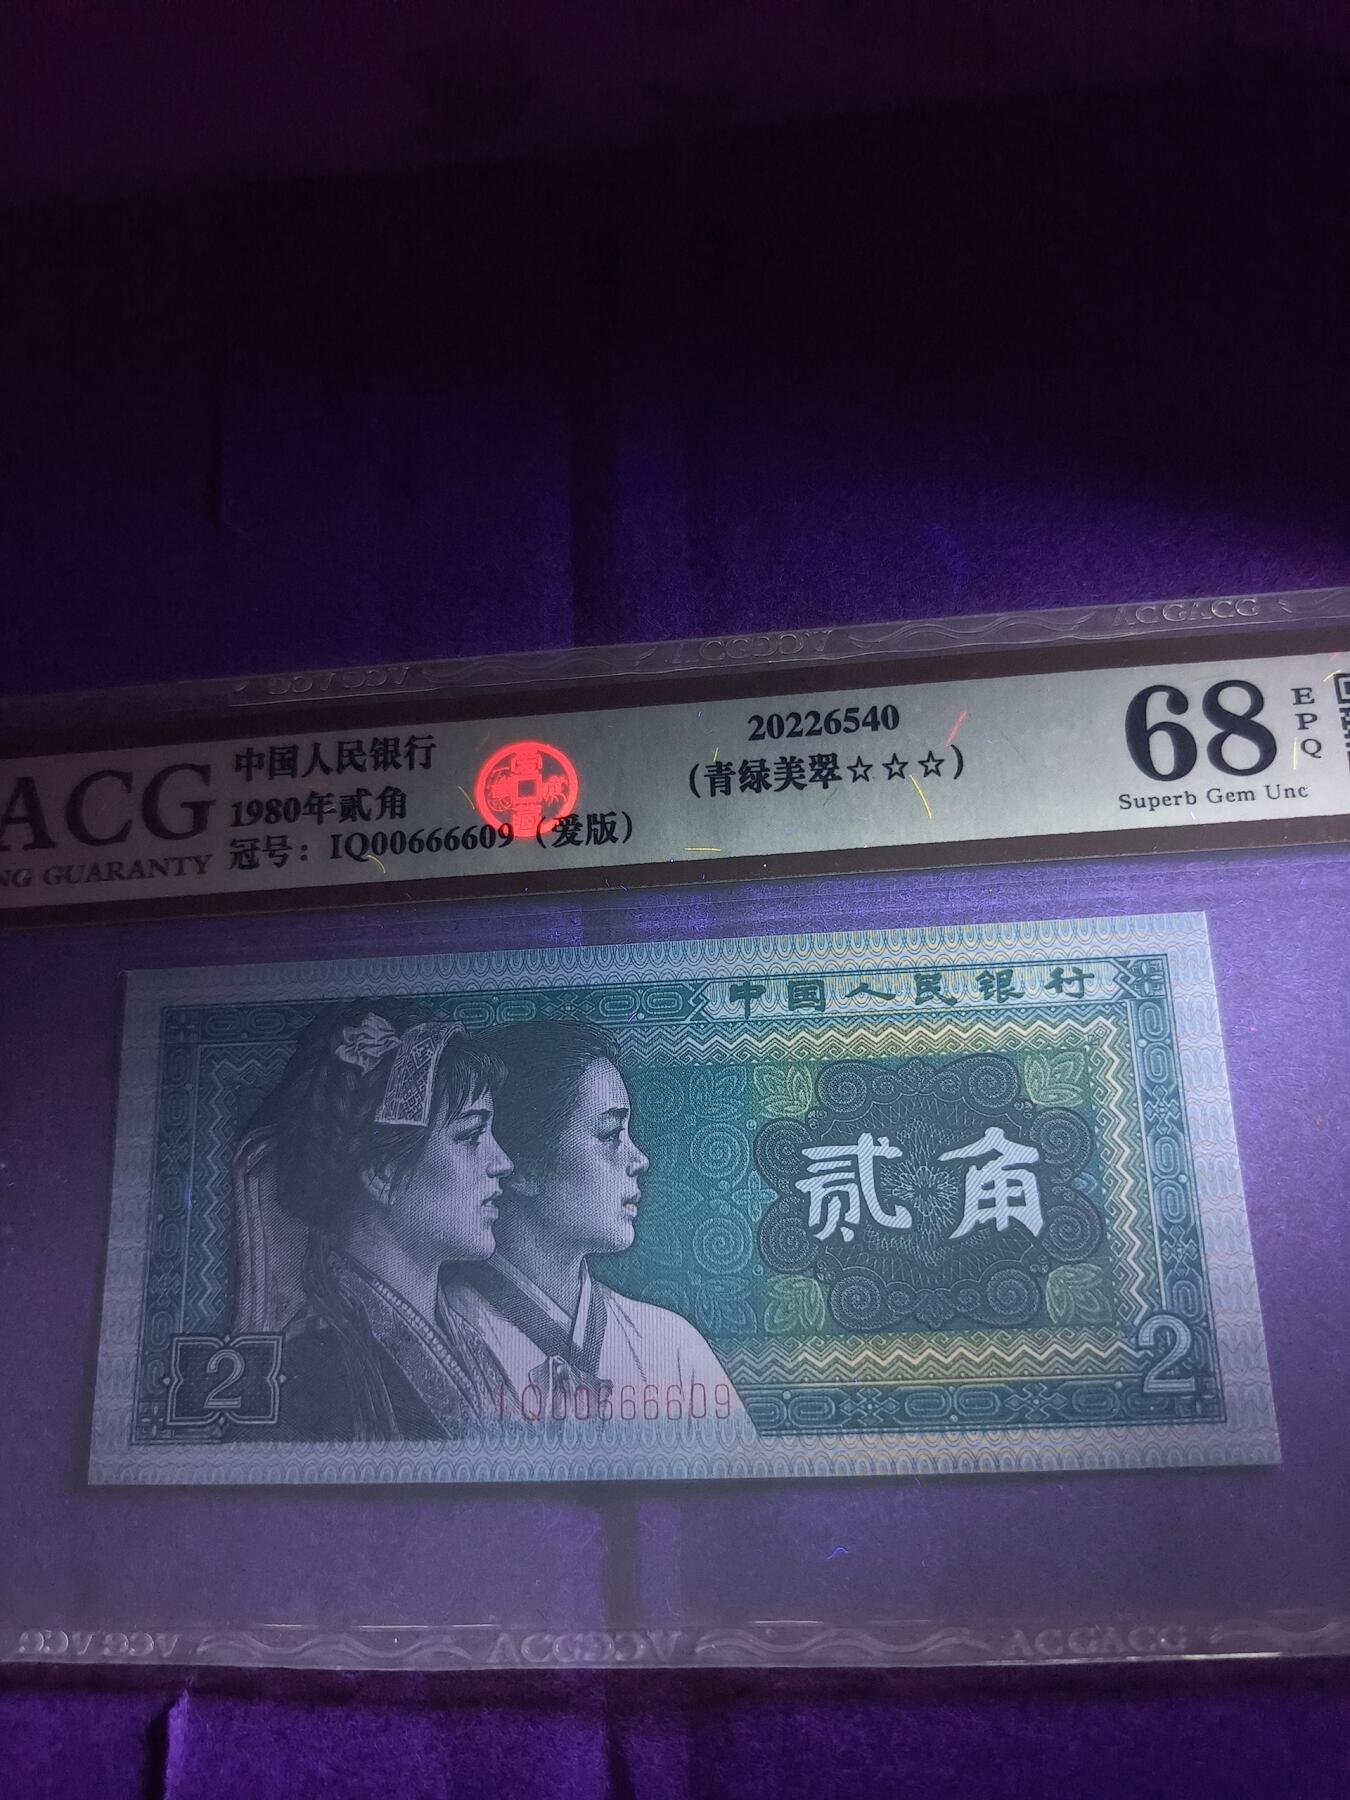 ACGACG
ACG
NG GUARANTY
中国人民银行
1980年贰角
冠号：IQ00666609（爱版）
20226540
（青绿美翠☆☆☆）
68
EPQ
Superb Gem Unc
中国人民银行
贰角
2
2
IQ00666609
ACGACG